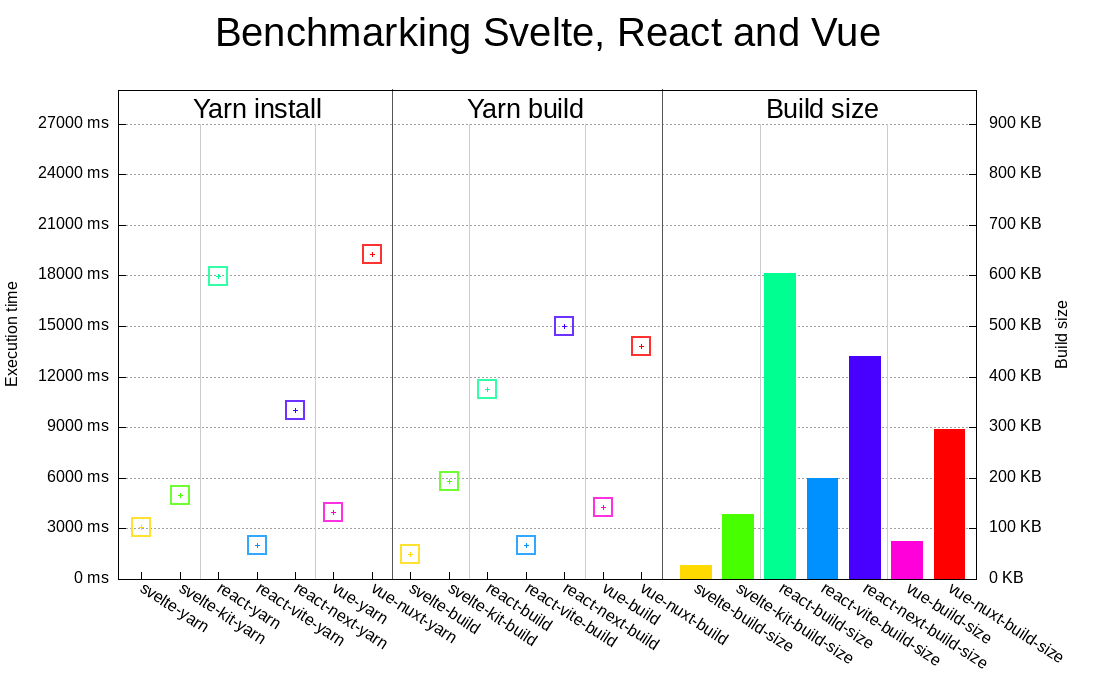 Benchmarking Svelte, React and Vue
Yarn install
Yarn build
Build size
27000 ms
24000 ms
21000 ms
18000 ms
15000 ms
12000 ms
9000 ms
6000 ms
3000 ms
0 ms
Execution time
900 KB
800 KB
700 KB
600 KB
500 KB
400 KB
300 KB
200 KB
100 KB
0 KB
Build size
svelte-yarn
svelte-kit-yarn
react-yarn
react-vite-yarn
react-next-yarn
vue-yarn
vue-nuxt-yarn
svelte-build
svelte-kit-build
react-build
react-vite-build
react-next-build
vue-build
vue-nuxt-build
svelte-build-size
svelte-kit-build-size
react-build-size
react-vite-build-size
react-next-build-size
vue-build-size
vue-nuxt-build-size